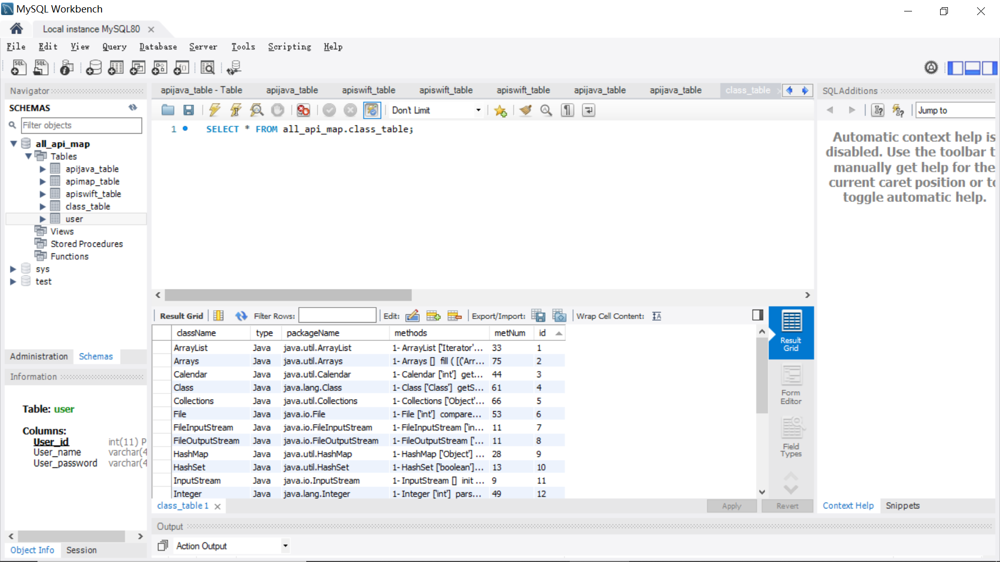 MySQL Workbench
Local instance MySQL80
File Edit View Query Database Server Tools Scripting Help
Navigator
SCHEMAS
Filter objects
all_api_map
Tables
apijava_table
apimap_table
apiswift_table
class_table
user
Views
Stored Procedures
Functions
sys
test
Administration Schemas
Information
Table: user
Columns:
User_id int(11) P
User_name varchar(4
User_password varchar(4
Object Info Session
apijava_table - Table apijava_table apiswift_table apiswift_table apiswift_table apijava_table apijava_table class_table
Don't Limit
1 SELECT * FROM all_api_map.class_table;
Result Grid Filter Rows: Edit: Export/Import: Wrap Cell Content:
className type packageName methods metNum id
ArrayList Java java.util.ArrayList 1- ArrayList ['Iterator'... 33 1
Arrays Java java.util.Arrays 1- Arrays [] fill ( [('Arr... 75 2
Calendar Java java.util.Calendar 1- Calendar ['int'] get... 44 3
Class Java java.lang.Class 1- Class ['Class'] getS... 61 4
Collections Java java.util.Collections 1- Collections ['Object'... 66 5
File Java java.io.File 1- File ['int'] compare... 53 6
FileInputStream Java java.io.FileInputStream 1- FileInputStream ['in... 11 7
FileOutputStream Java java.io.FileOutputStream 1- FileOutputStream ['... 11 8
HashMap Java java.util.HashMap 1- HashMap ['Object'] ... 28 9
HashSet Java java.util.HashSet 1- HashSet ['boolean']... 13 10
InputStream Java java.io.InputStream 1- InputStream [] init ... 9 11
Integer Java java.lang.Integer 1- Integer ['int'] pars... 49 12
Result
Grid
Form
Editor
Field
Types
class_table 1
Apply Revert
Output
Action Output
SQLAdditions
Jump to
Automatic context help is
disabled. Use the toolbar t
manually get help for the
current caret position or to
toggle automatic help.
Context Help Snippets